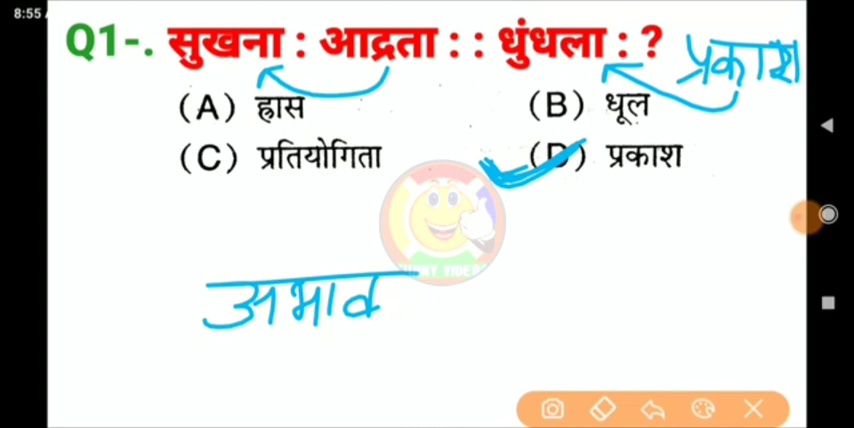 8:55
Q1-. सुखना : आद्रता : : धुंधला : ? प्रकाश
(A) ह्रास (B) धूल
(C) प्रतियोगिता (D) प्रकाश
अभाव